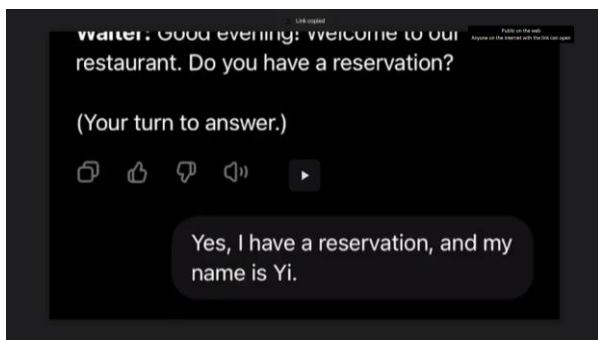 Link copied
Public on the web
Anyone on the internet with the link can open
Waiter: Good evening! Welcome to our
restaurant. Do you have a reservation?
(Your turn to answer.)
Yes, I have a reservation, and my
name is Yi.